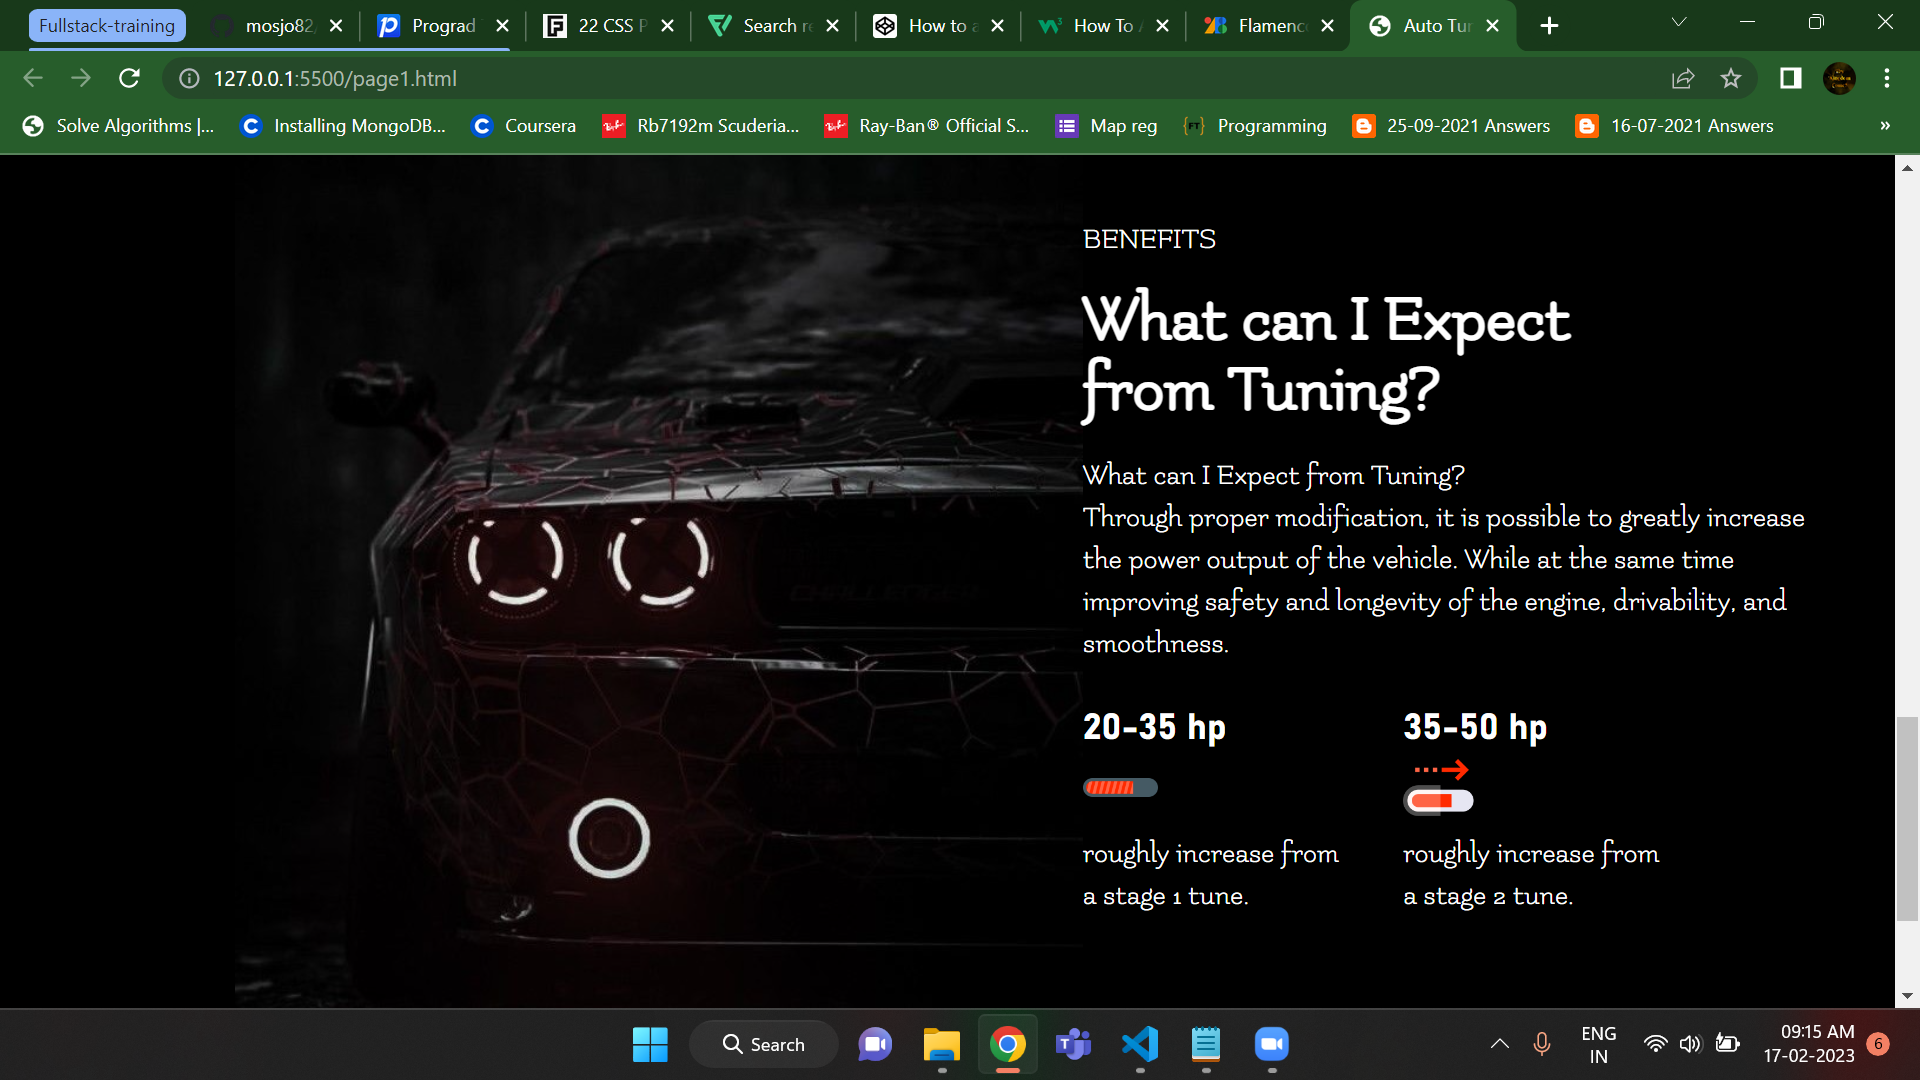 Fullstack-training
mosjo82
Prograd
22 CSS P
Search re
How to a
How To
Flamenc
Auto Tun
127.0.0.1:5500/page1.html
Solve Algorithms |...
Installing MongoDB...
Coursera
Rb7192m Scuderia...
Ray-Ban® Official S...
Map reg
Programming
25-09-2021 Answers
16-07-2021 Answers
»
BENEFITS
What can I Expect
from Tuning?
What can I Expect from Tuning?
Through proper modification, it is possible to greatly increase
the power output of the vehicle. While at the same time
improving safety and longevity of the engine, drivability, and
smoothness.
20-35 hp
35-50 hp
roughly increase from
a stage 1 tune.
roughly increase from
a stage 2 tune.
Search
ENG
IN
09:15 AM
17-02-2023
6